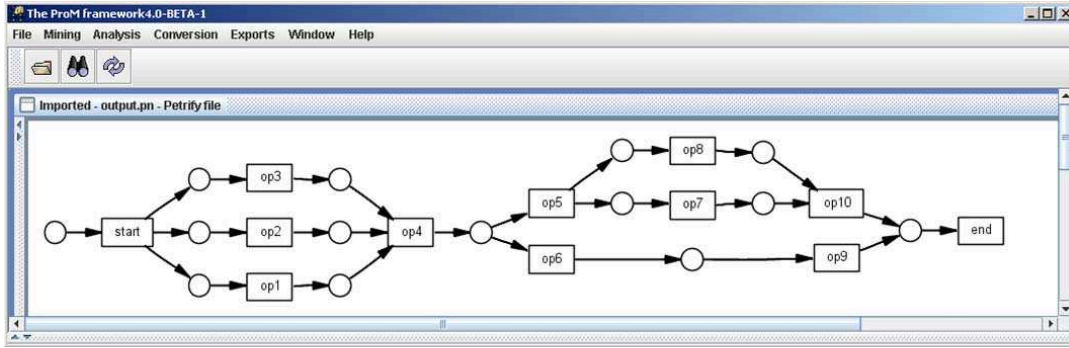 The ProM framework4.0-BETA-1
File Mining Analysis Conversion Exports Window Help
Imported - output.pn - Petrify file
op8
op3
op5 op7 op10
start op2 op4 end
op6 op9
op1